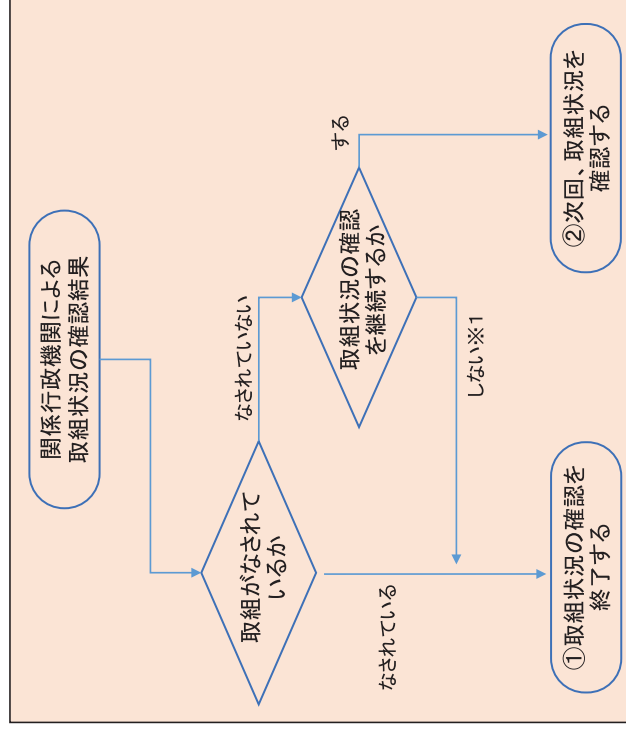 関係行政機関による
取組状況の確認結果
取組がなされて
いるか
なされていない
取組状況の確認
を継続するか
する
しない※1
なされている
①取組状況の確認を
終了する
②次回、取組状況を
確認する